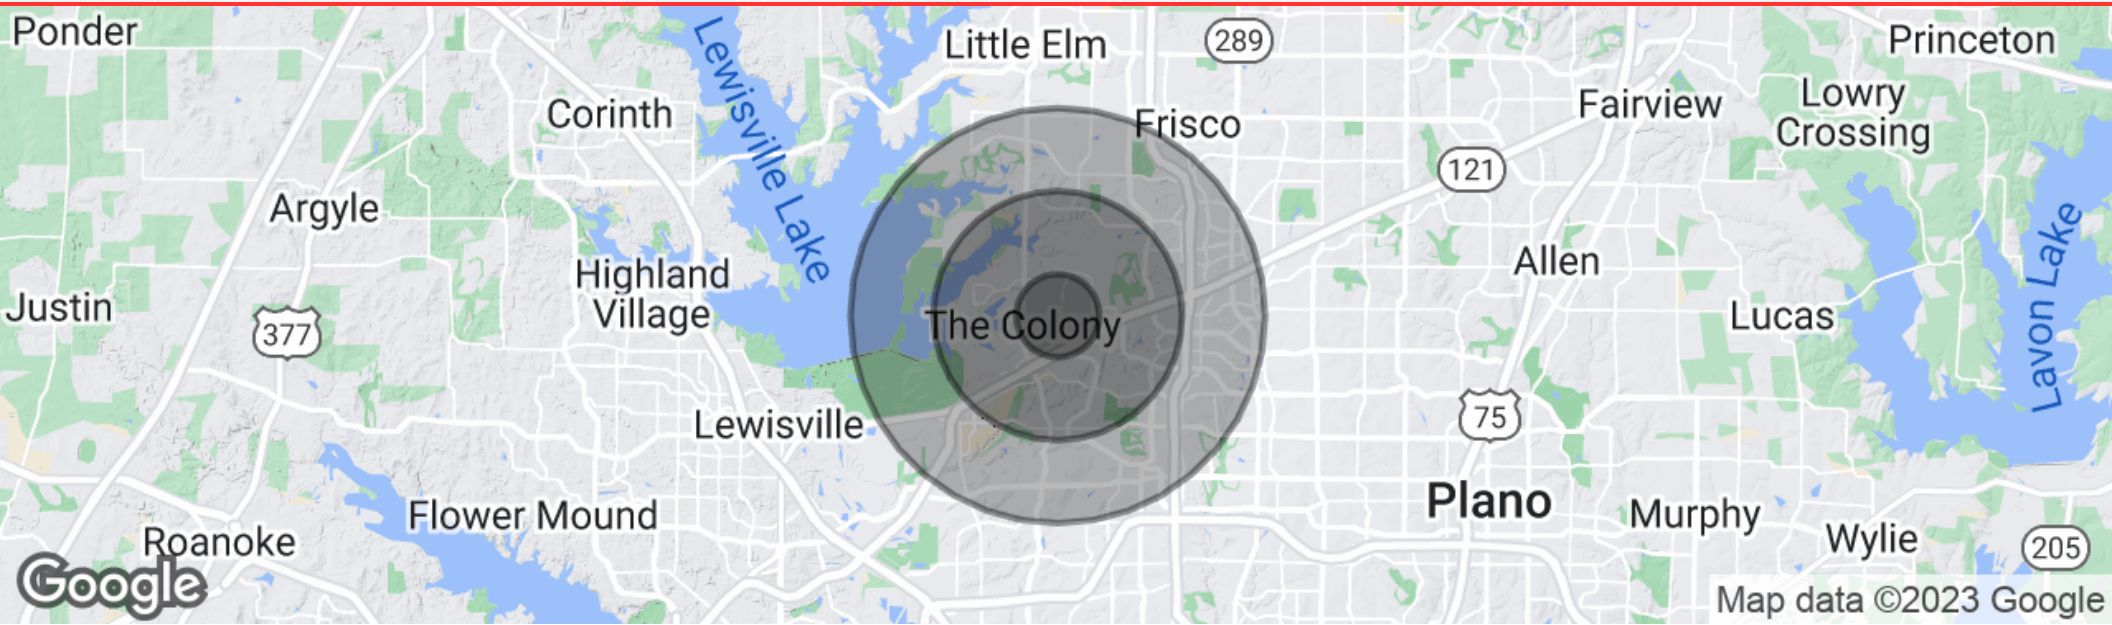 Ponder
Little Elm
289
Princeton
Lewisville Lake
Corinth
Frisco
Fairview
Lowry
Crossing
121
Argyle
Highland
Village
Allen
Lavon Lake
Justin
377
The Colony
Lucas
Lewisville
75
Flower Mound
Plano
Murphy
Roanoke
Wylie
205
Google
Map data ©2023 Google